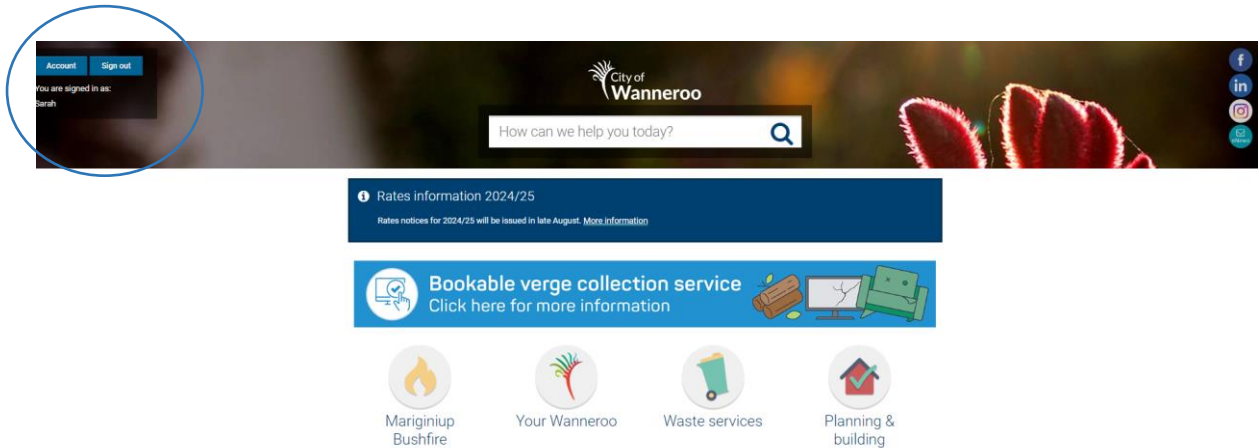 Account Sign out
You are signed in as:
Sarah
City of
Wanneroo
How can we help you today?
f
in
eNews
Rates information 2024/25
Rates notices for 2024/25 will be issued in late August. More information
Bookable verge collection service
Click here for more information
Mariginiup
Bushfire
Your Wanneroo
Waste services
Planning &
building